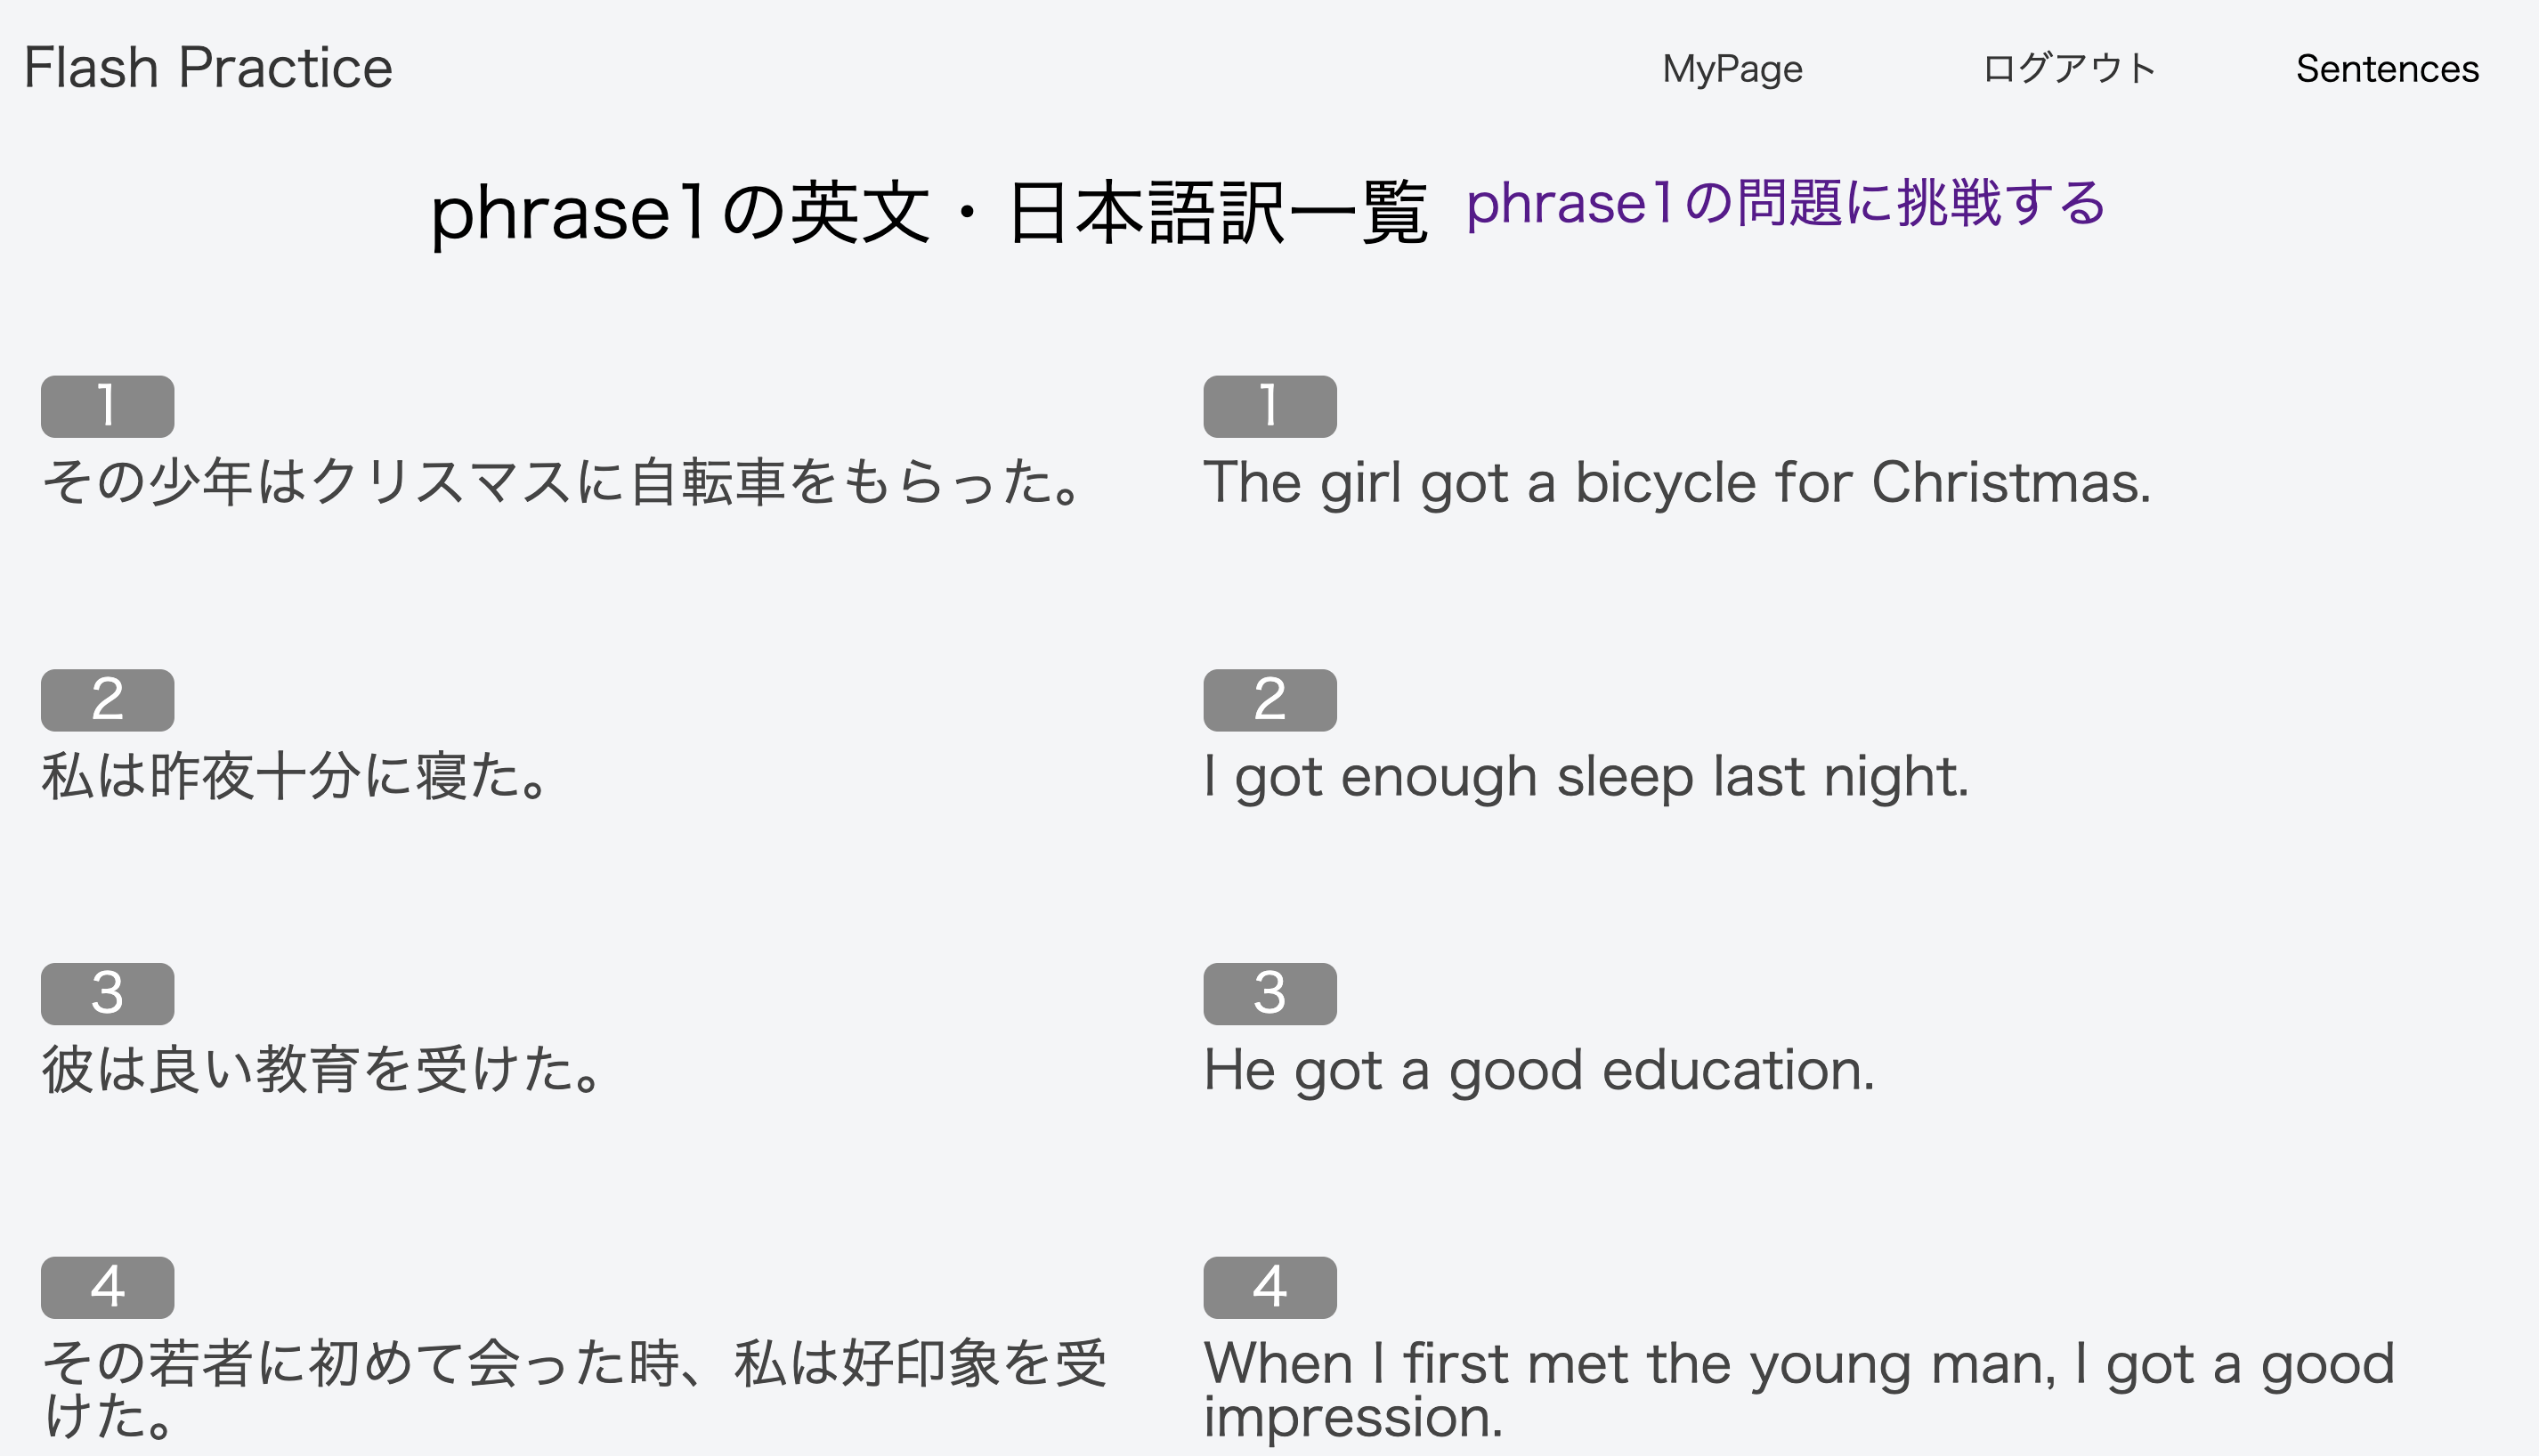 Flash Practice
MyPage
ログアウト
Sentences
phrase1の英文・日本語訳一覧
phrase1の問題に挑戦する
1
その少年はクリスマスに自転車をもらった。
1
The girl got a bicycle for Christmas.
2
私は昨夜十分に寝た。
2
I got enough sleep last night.
3
彼は良い教育を受けた。
3
He got a good education.
4
その若者に初めて会った時、私は好印象を受
けた。
4
When I first met the young man, I got a good
impression.